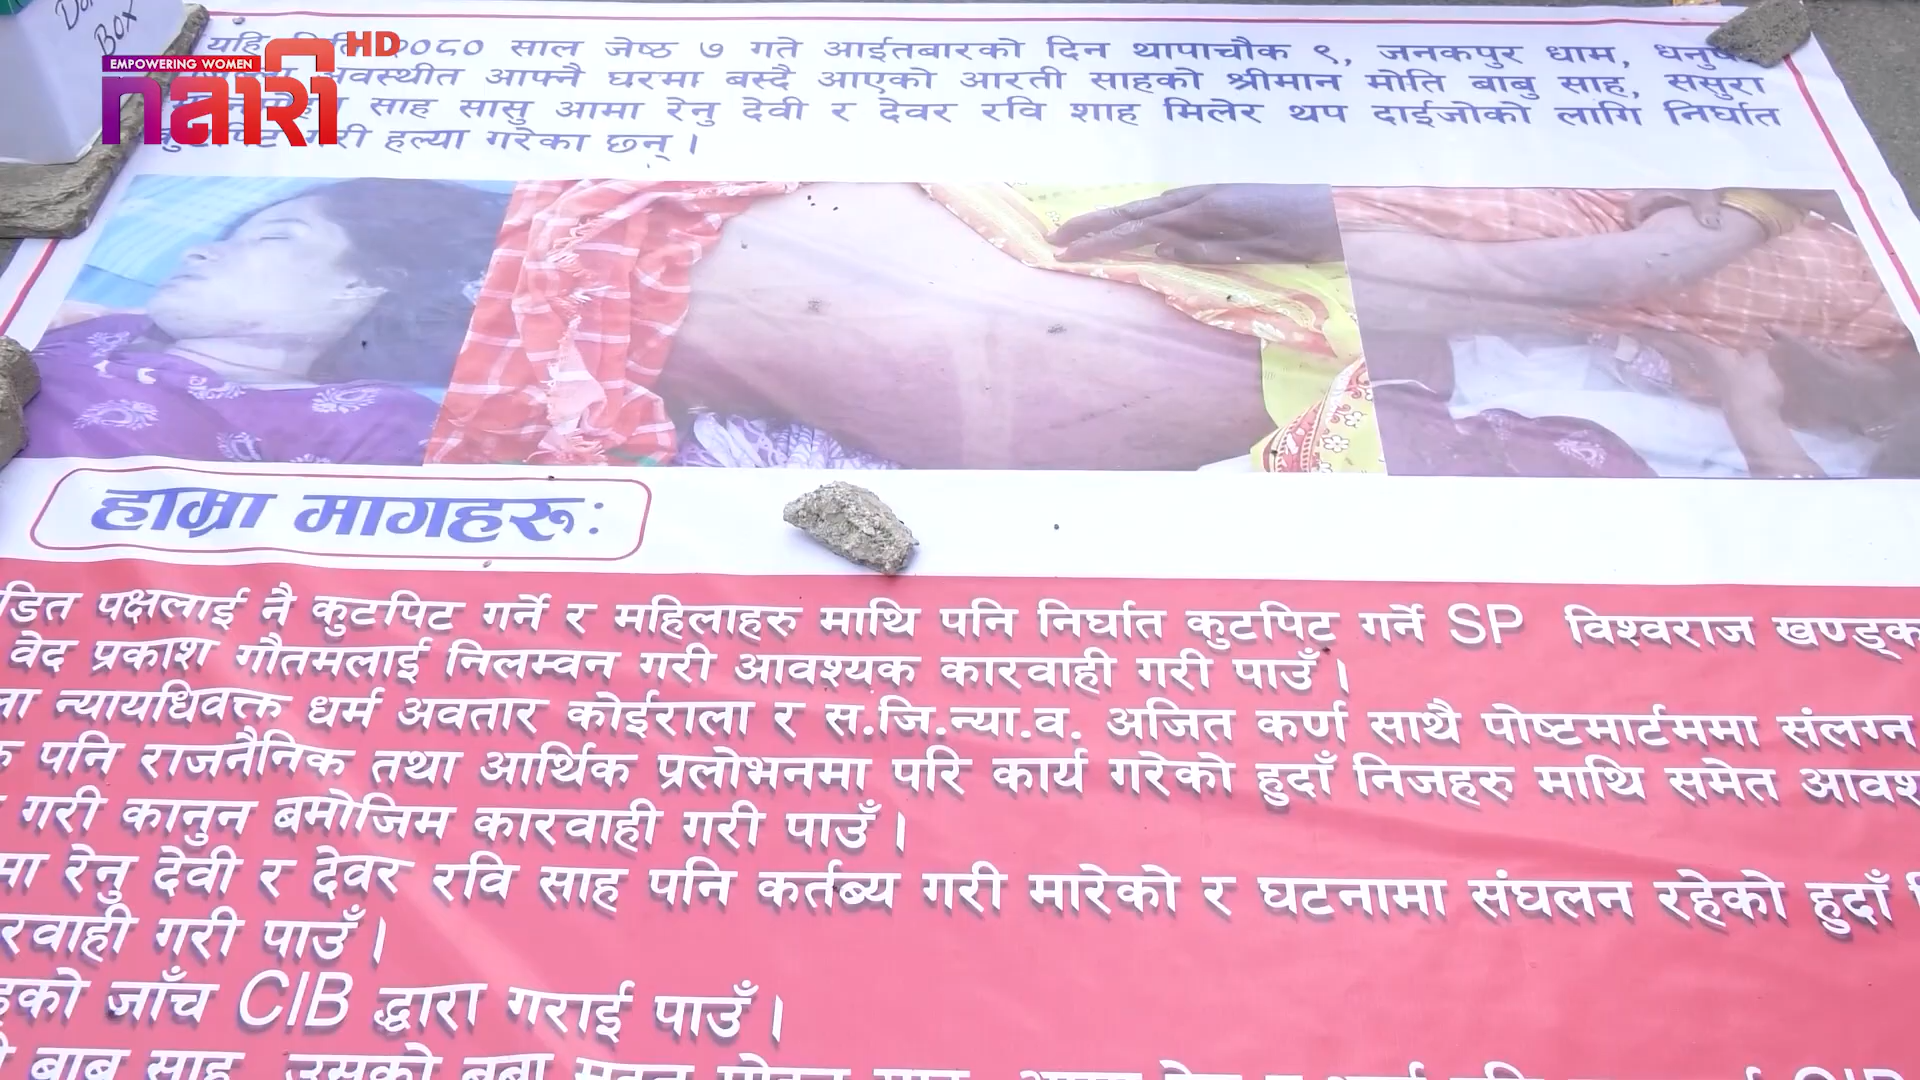 Box
HD
EMPOWERING WOMEN
नारी
यहि मिति २०८० साल जेष्ठ ७ गते आईतबारको दिन थापाचौक ९, जनकपुर धाम,
अवस्थीत आफ्नै घरमा बस्दै आएको आरती साहको श्रीमान मोति बाबु साह, ससुरा
साह सासु आमा रेनु देवी र देवर रवि शाह मिलेर थप दाईजोको लागि निर्घात
कुटपिट गरी हत्या गरेका छन् ।
हाम्रा मागहरू:
पक्षलाई नै कुटपिट गर्ने र महिलाहरु माथि पनि निर्घात कुटपिट गर्ने SP विश्वराज
वेद प्रकाश गौतमलाई निलम्वन गरी आवश्यक कारवाही गरी पाउँ ।
न्यायधिवक्त धर्म अवतार कोईराला र स.जि.न्या.व. अजित कर्ण साथै पोष्टमार्टममा संलग्न
पनि राजनैनिक तथा आर्थिक प्रलोभनमा परि कार्य गरेको हुदाँ निजहरु माथि समेत
गरी कानुन बमोजिम कारवाही गरी पाउँ ।
रेनु देवी र देवर रवि साह पनि कर्तब्य गरी मारेको र घटनामा संघलन रहेको हुदाँ
गरी पाउँ ।
जाँच CIB द्धारा गराई पाउँ ।
बाबु साह, उसको बुबा